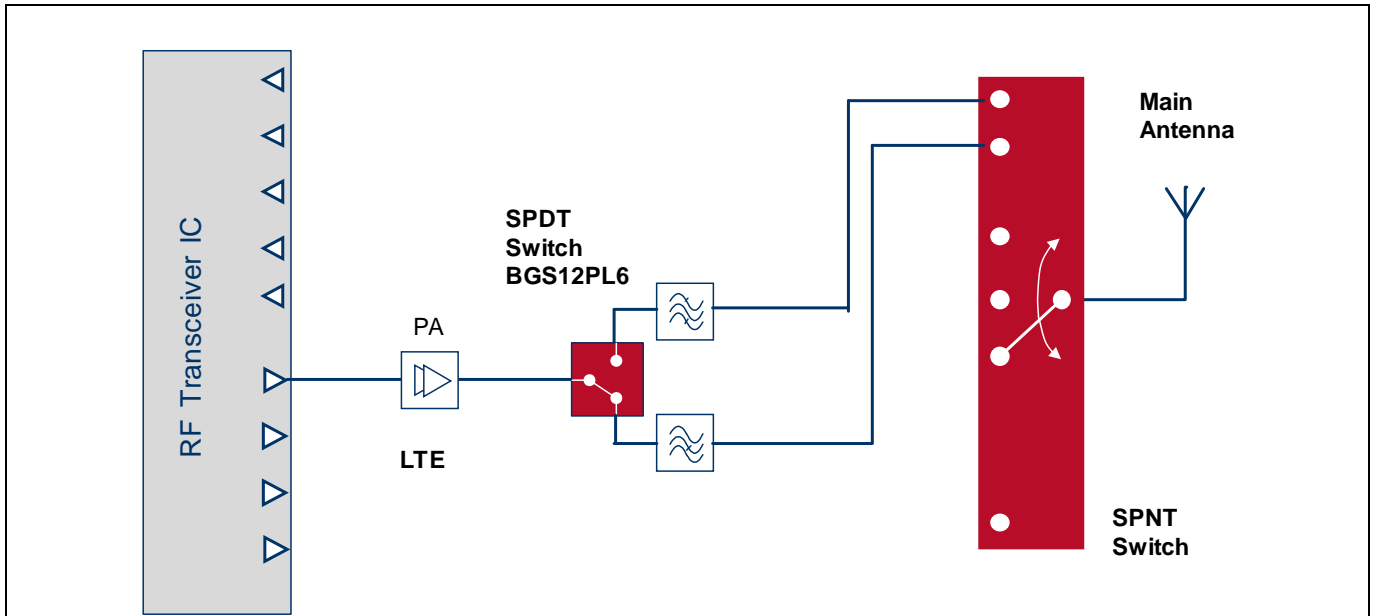 RF Transceiver IC
PA
LTE
SPDT
Switch
BGS12PL6
Main
Antenna
SPNT
Switch